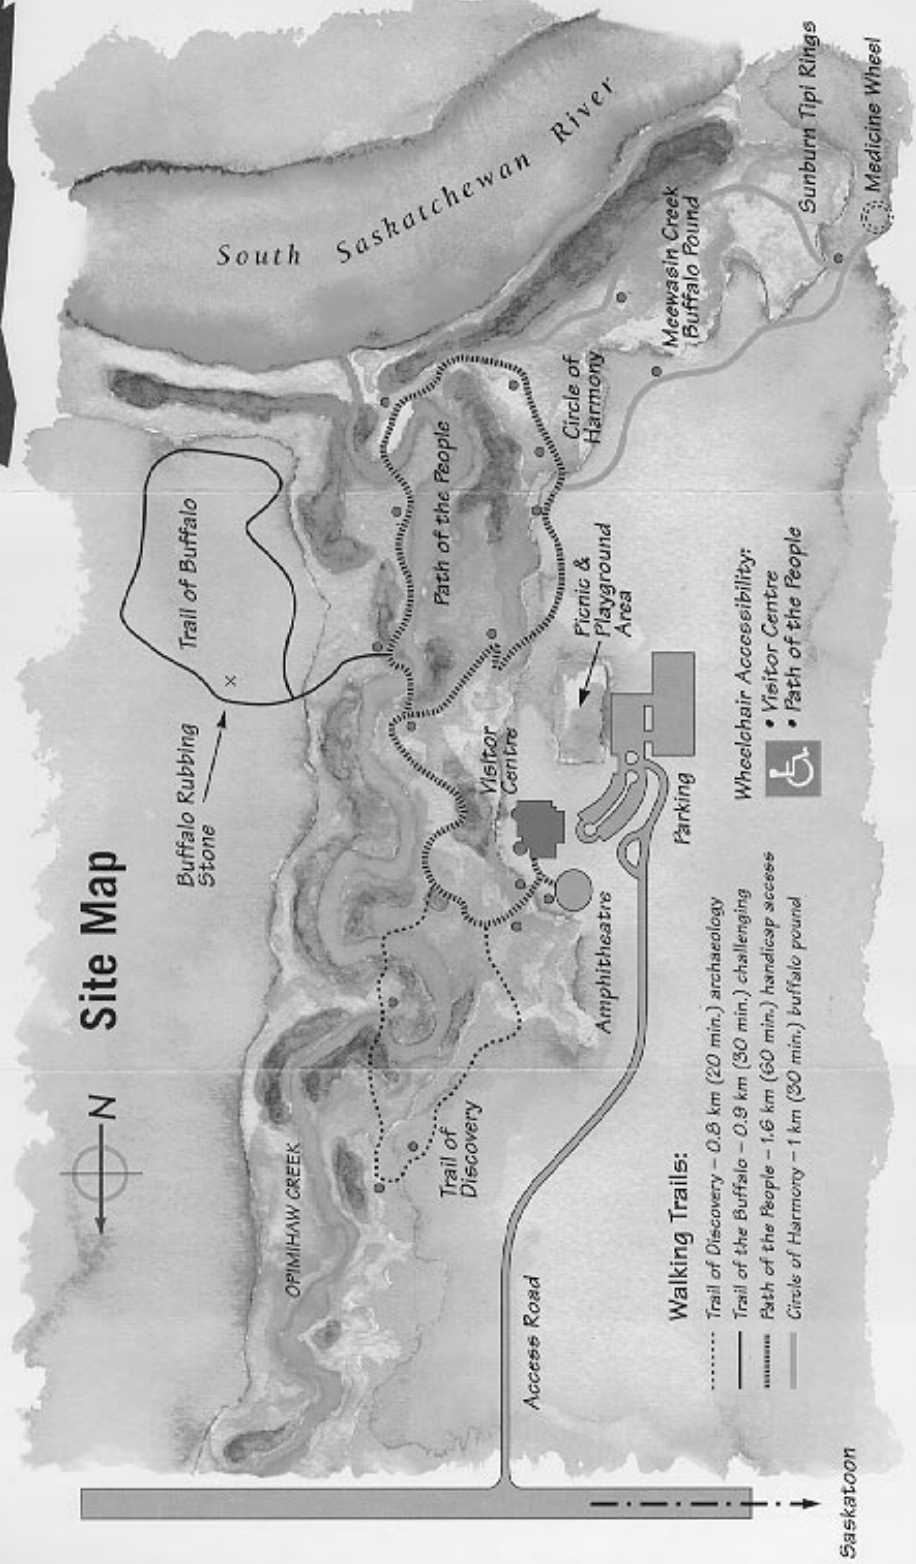 Site Map
N
South Saskatchewan River
Trail of Buffalo
Buffalo Rubbing
Stone
OPIMIHAW CREEK
Path of the People
Circle of
Harmony
Meewasin Creek
Buffalo Pound
Sunburn Tipi Rings
Medicine Wheel
Picnic &
Playground
Area
Visitor
Centre
Trail of
Discovery
Amphitheatre
Parking
Access Road
Saskatoon
Walking Trails:
Trail of Discovery – 0.8 km (20 min.) archaeology
Trail of the Buffalo – 0.9 km (30 min.) challenging
Path of the People – 1.6 km (60 min.) handicap access
Circle of Harmony – 1 km (30 min.) buffalo pound
Wheelchair Accessibility:
• Visitor Centre
• Path of the People